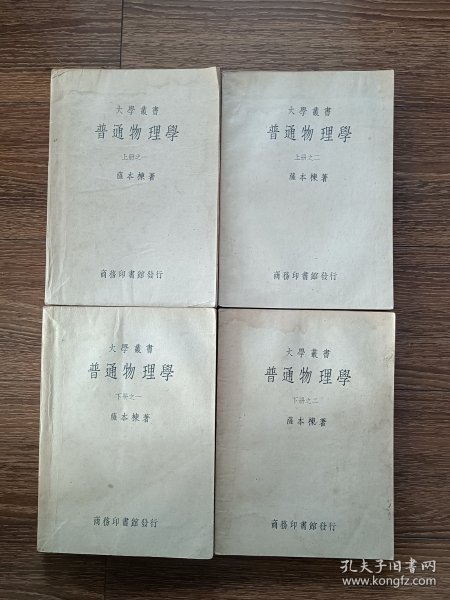 大學叢書
普通物理學
上册之一
薩本棟著
商務印書館發行
大學叢書
普通物理學
上册之二
薩本棟著
商務印書館發行
大學叢書
普通物理學
下册之一
薩本棟著
商務印書館發行
大學叢書
普通物理學
下册之二
薩本棟著
商務印書館發行
孔夫子旧书网
www.kongfz.com